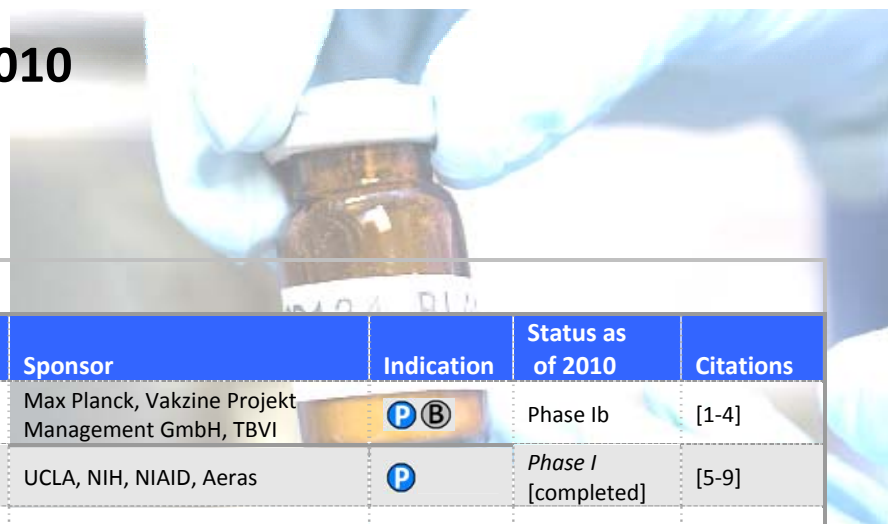 010
Status as
Sponsor Indication of 2010 Citations
Max Planck, Vakzine Projekt
Management GmbH, TBVI P B Phase Ib [1-4]
UCLA, NIH, NIAID, Aeras P Phase I
[completed] [5-9]